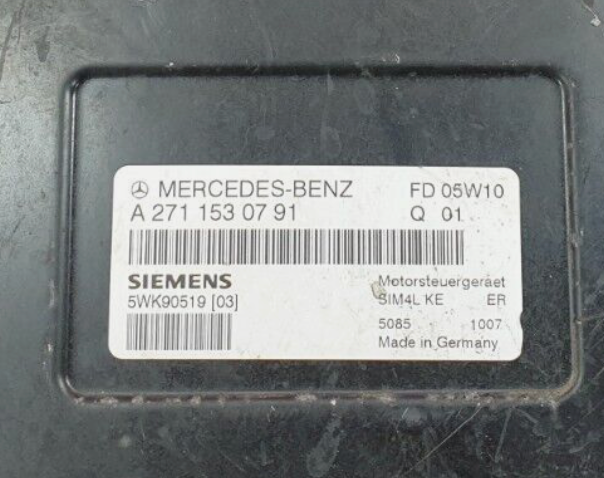 MERCEDES-BENZ FD 05W10
A 271 153 07 91 Q 01
SIEMENS Motorsteuergeräet
5WK90519 [03] SIM4L KE ER
5085 1007
Made in Germany